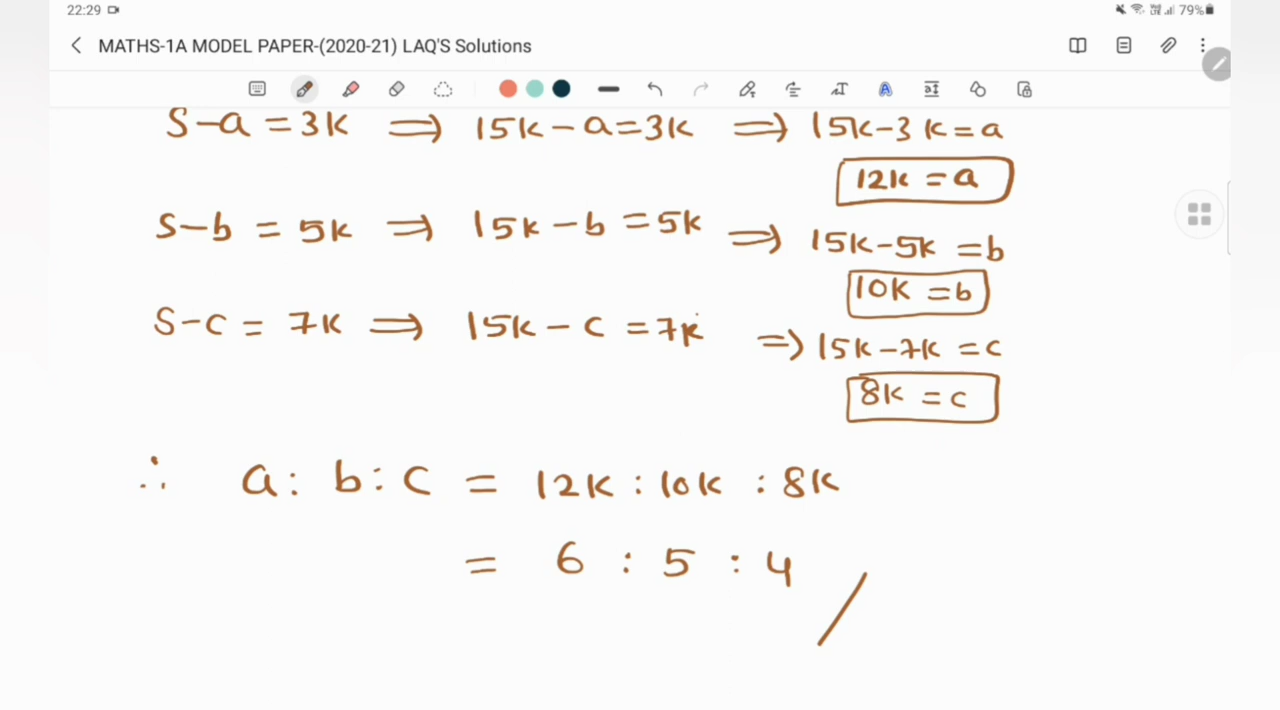 22:29 79%
MATHS-1A MODEL PAPER-(2020-21) LAQ'S Solutions
S-a = 3K ⟹ 15K-a=3K ⟹ 15K-3K=a
12K = a
S-b = 5K ⟹ 15K-b=5K ⟹ 15K-5K=b
10K = b
S-C = 7K ⟹ 15K-C=7K ⟹ 15K-7K=C
8K = C
∴ a: b: C = 12K : 10K : 8K
= 6 : 5 : 4